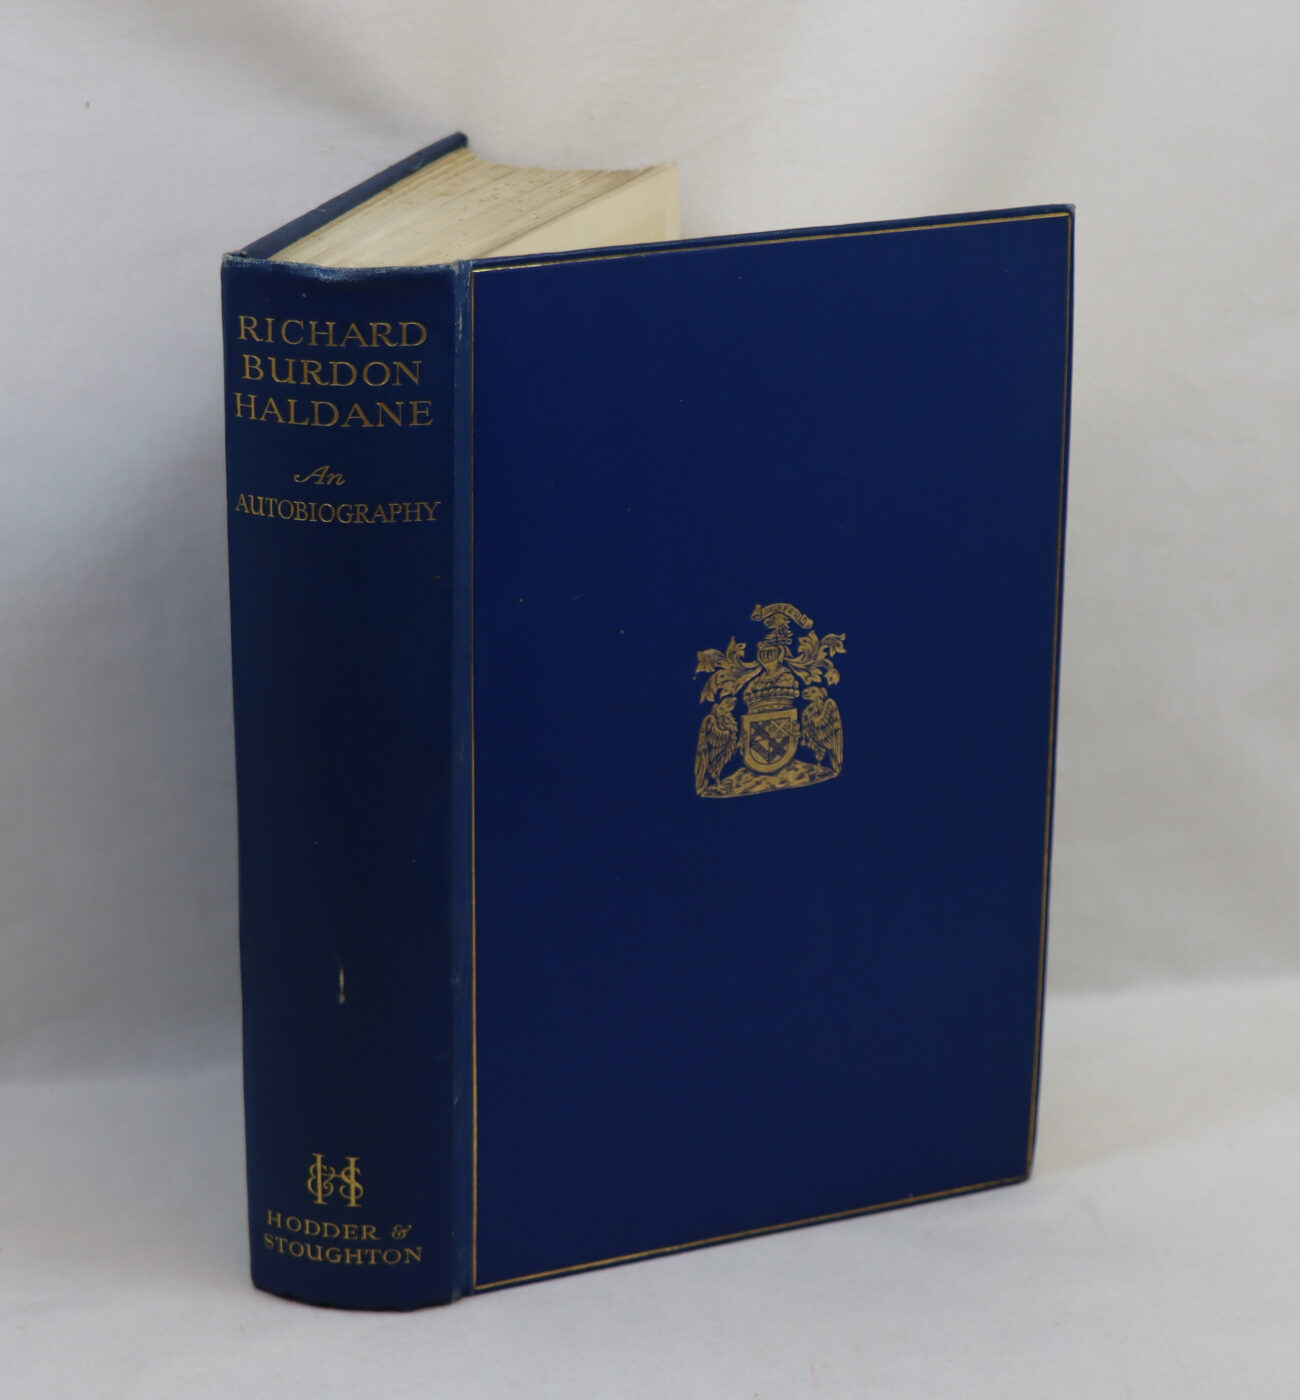 RICHARD
BURDON
HALDANE
An
AUTOBIOGRAPHY
H&S
HODDER &
STOUGHTON